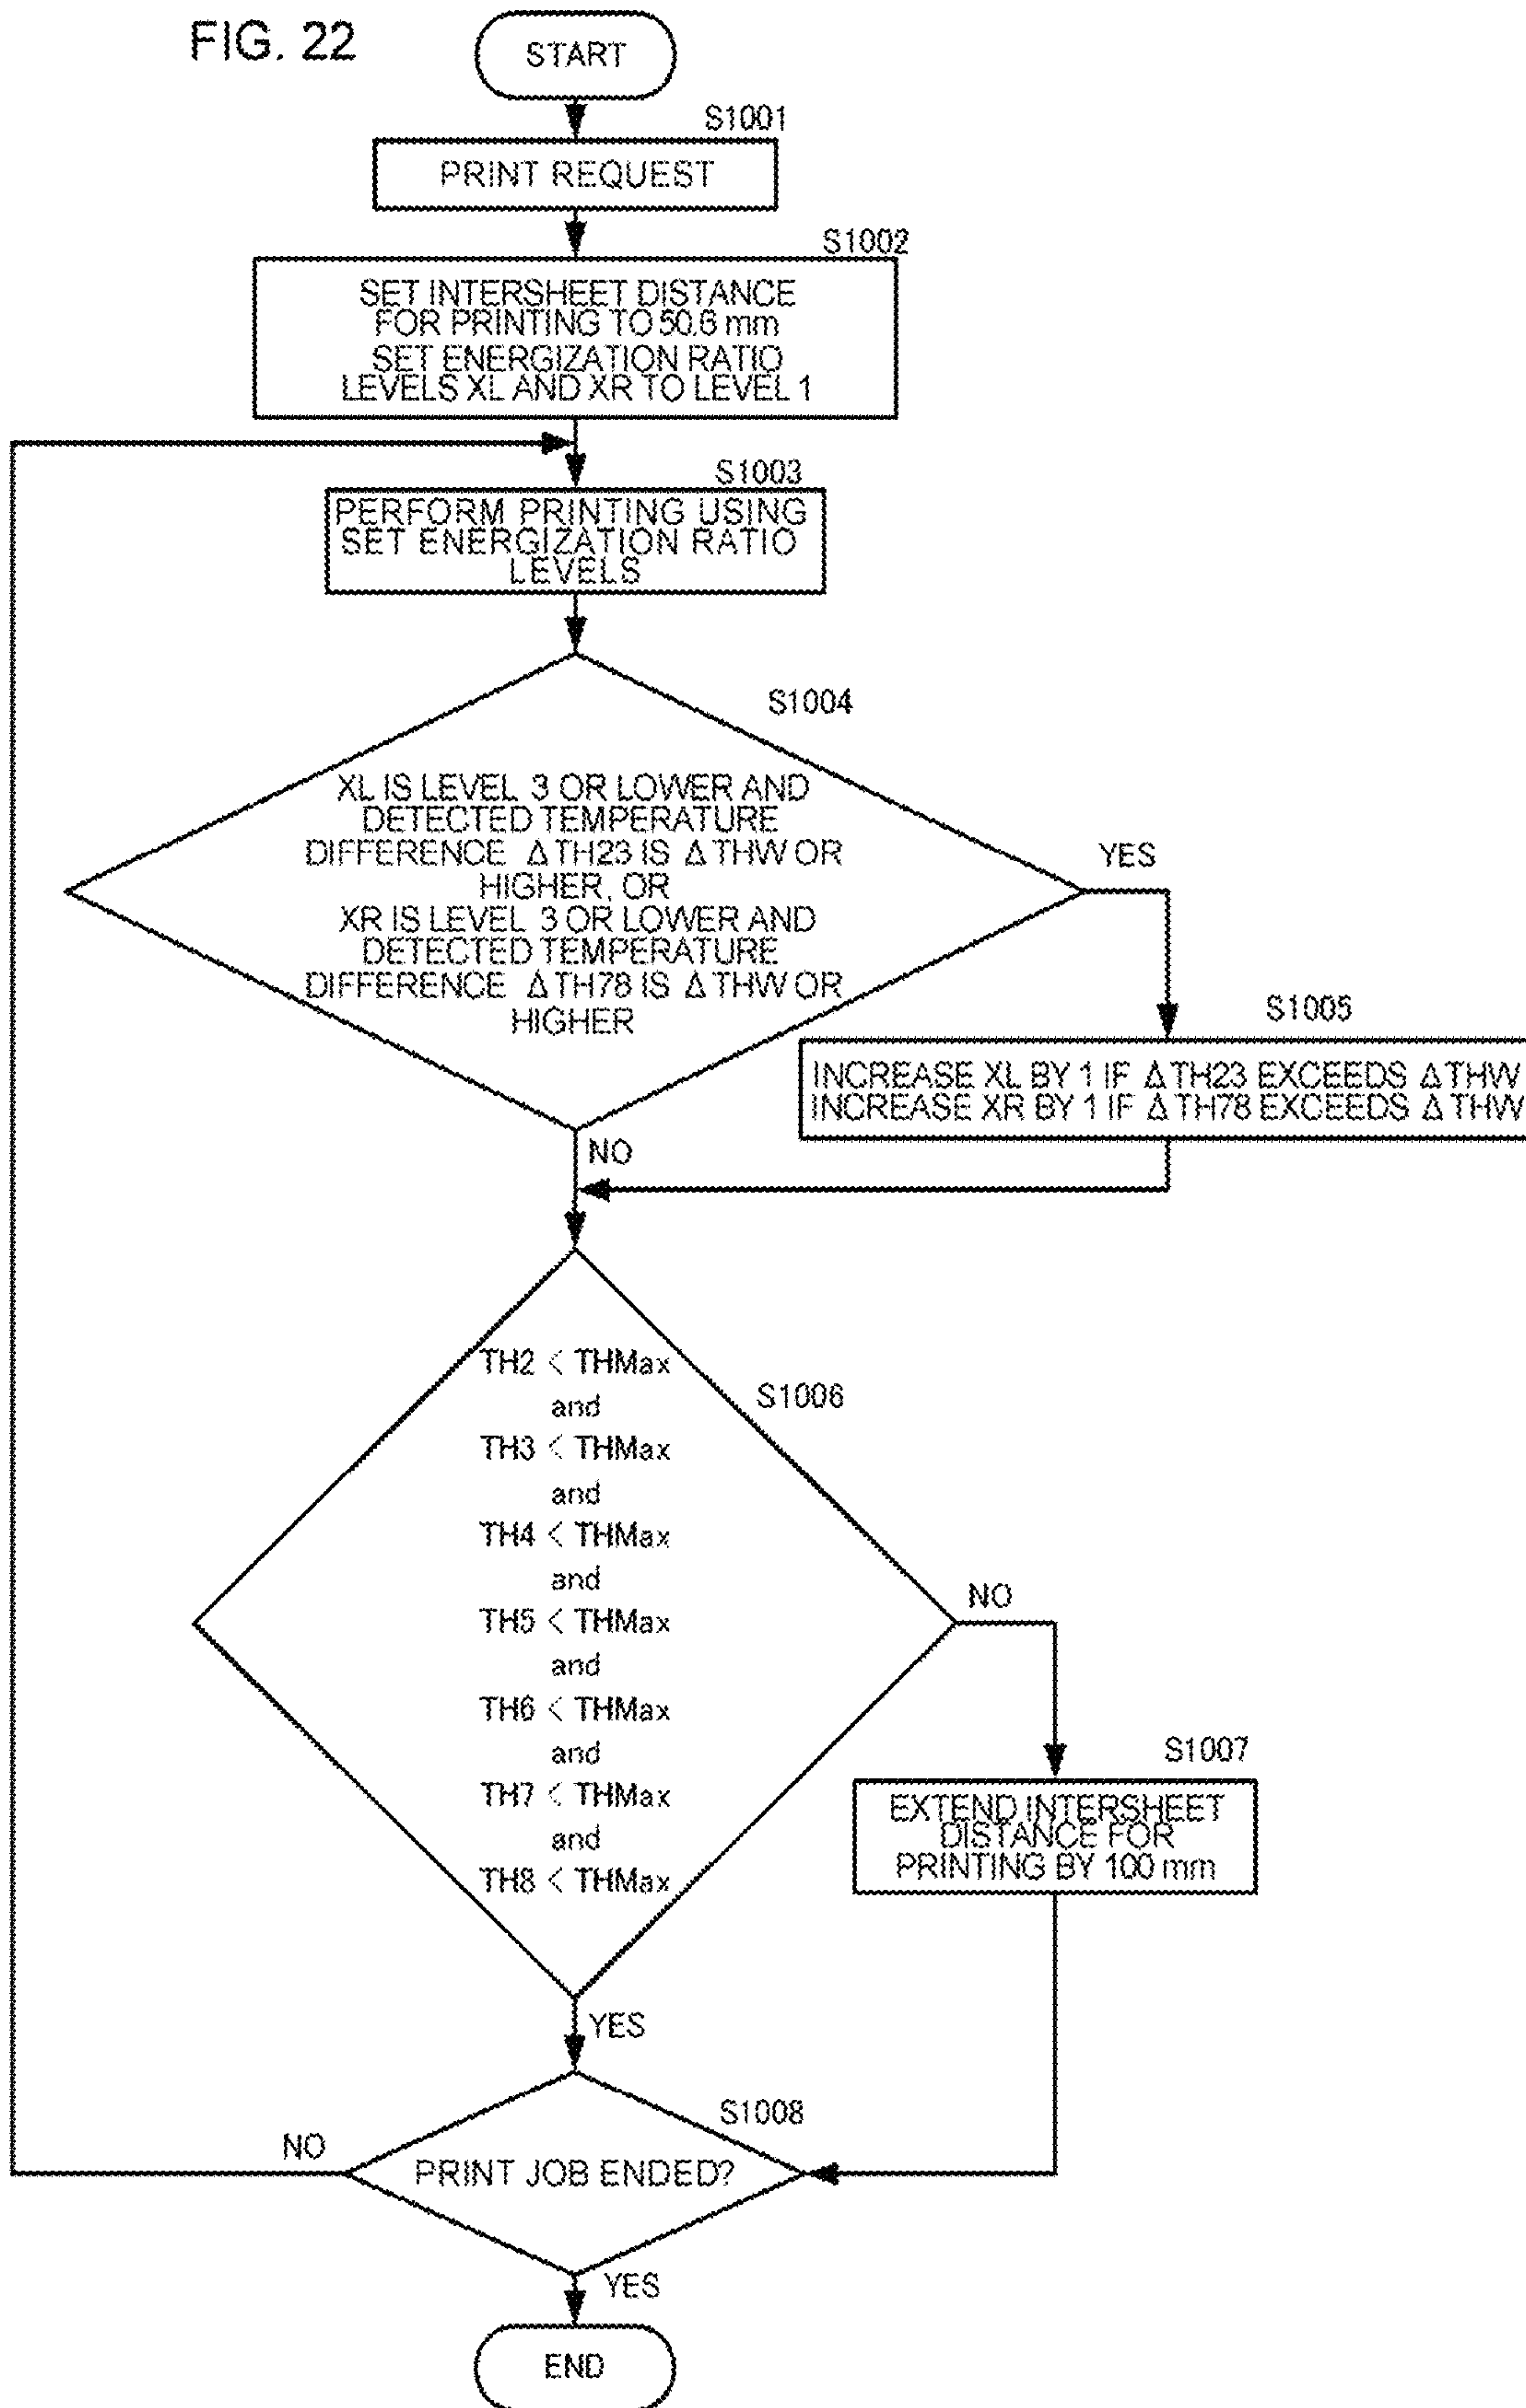 FIG. 22
START
S1001
PRINT REQUEST
S1002
SET INTERSHEET DISTANCE
FOR PRINTING TO 50.6 mm
SET ENERGIZATION RATIO
LEVELS XL AND XR TO LEVEL 1
S1003
PERFORM PRINTING USING
SET ENERGIZATION RATIO
LEVELS
S1004
XL IS LEVEL 3 OR LOWER AND
DETECTED TEMPERATURE
DIFFERENCE ΔTH23 IS ΔTHW OR
HIGHER, OR
XR IS LEVEL 3 OR LOWER AND
DETECTED TEMPERATURE
DIFFERENCE ΔTH78 IS ΔTHW OR
HIGHER
YES
S1005
INCREASE XL BY 1 IF ΔTH23 EXCEEDS ΔTHW
INCREASE XR BY 1 IF ΔTH78 EXCEEDS ΔTHW
NO
S1006
TH2 < THMax
and
TH3 < THMax
and
TH4 < THMax
and
TH5 < THMax
and
TH6 < THMax
and
TH7 < THMax
and
TH8 < THMax
NO
S1007
EXTEND INTERSHEET
DISTANCE FOR
PRINTING BY 100 mm
YES
S1008
NO
PRINT JOB ENDED?
YES
END